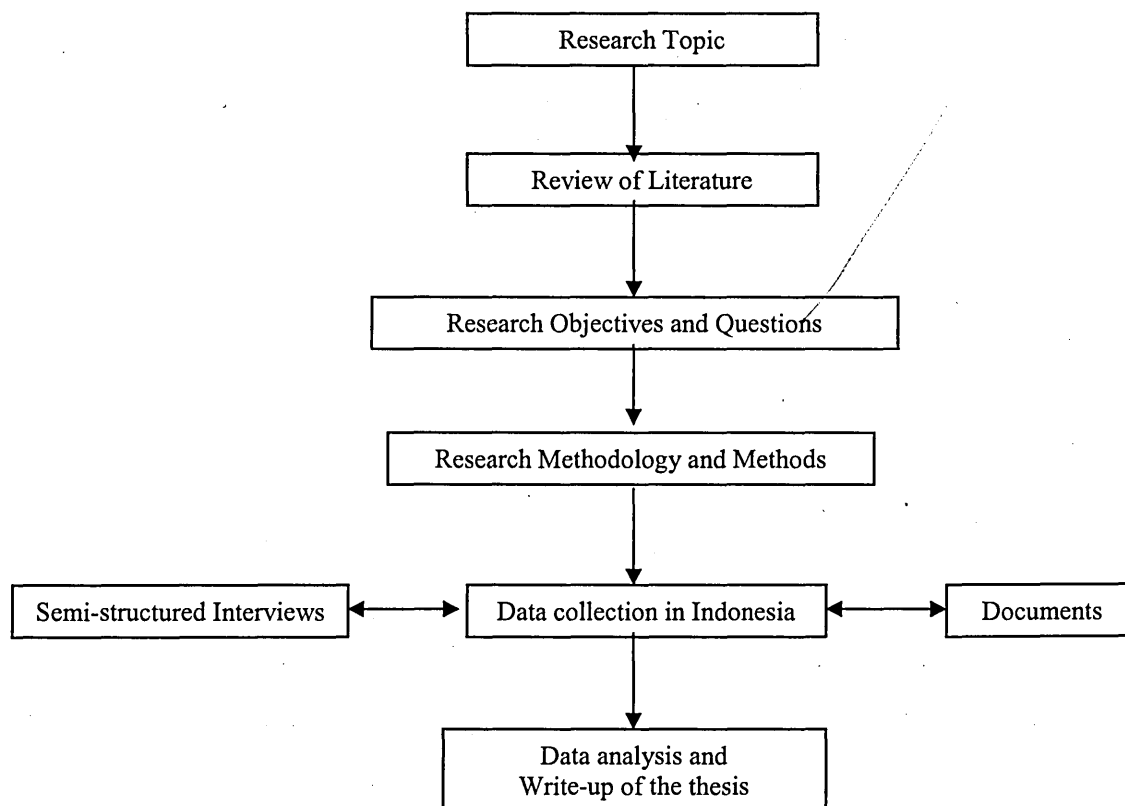 Research Topic
Review of Literature
Research Objectives and Questions
Research Methodology and Methods
Semi-structured Interviews
Data collection in Indonesia
Documents
Data analysis and
Write-up of the thesis